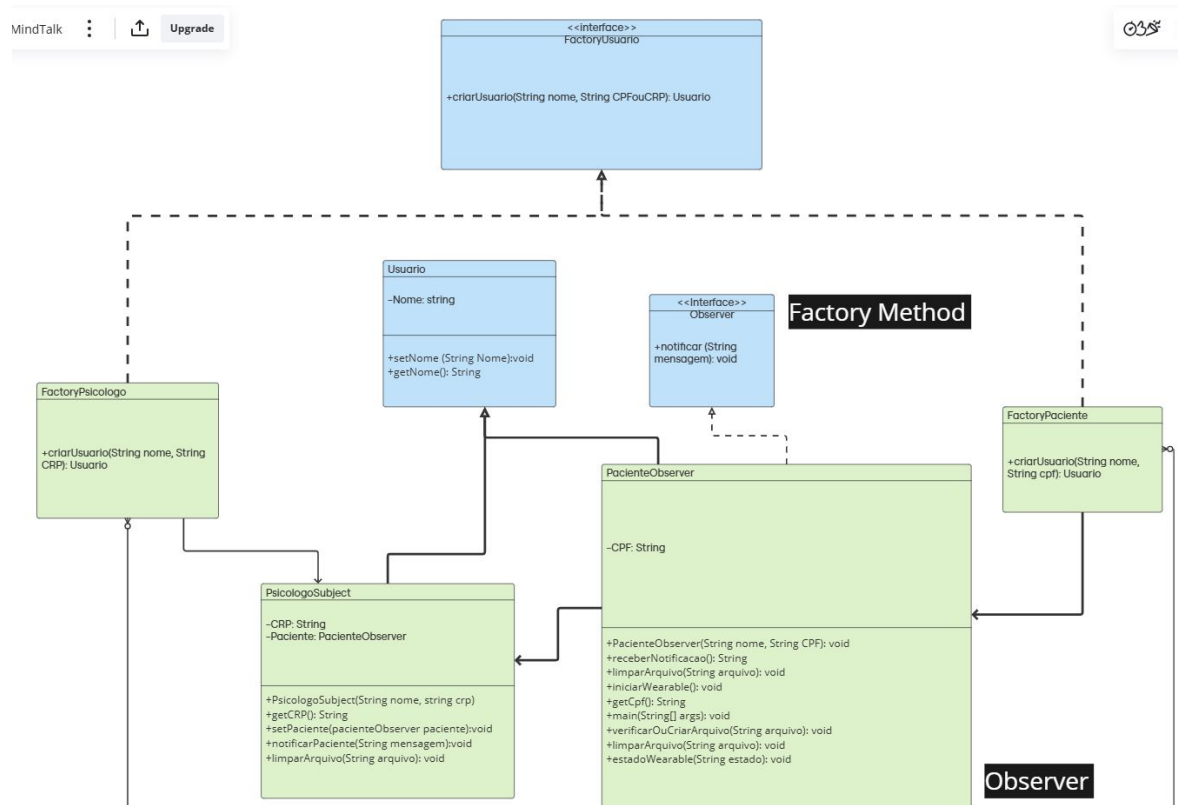 MindTalk
Upgrade
<<interface>>
FactoryUsuario
+criarUsuario(String nome, String CPFouCRP): Usuario
Usuario
-Nome: string
+setNome (String Nome):void
+getNome(): String
<<Interface>>
Observer
+notificar (String
mensagem): void
Factory Method
FactoryPsicologo
+criarUsuario(String nome, String
CRP): Usuario
FactoryPaciente
+criarUsuario(String nome,
String cpf): Usuario
PacienteObserver
-CPF: String
+PacienteObserver(String nome, String CPF): void
+receberNotificacao(): String
+limparArquivo(String arquivo): void
+iniciarWearable(): void
+getCpf(): String
+main(String[] args): void
+verificarOuCriarArquivo(String arquivo): void
+limparArquivo(String arquivo): void
+estadoWearable(String estado): void
PsicologoSubject
-CRP: String
-Paciente: PacienteObserver
+PsicologoSubject(String nome, string crp)
+getCRP(): String
+setPaciente(pacienteObserver paciente):void
+notificarPaciente(String mensagem):void
+limparArquivo(String arquivo): void
Observer